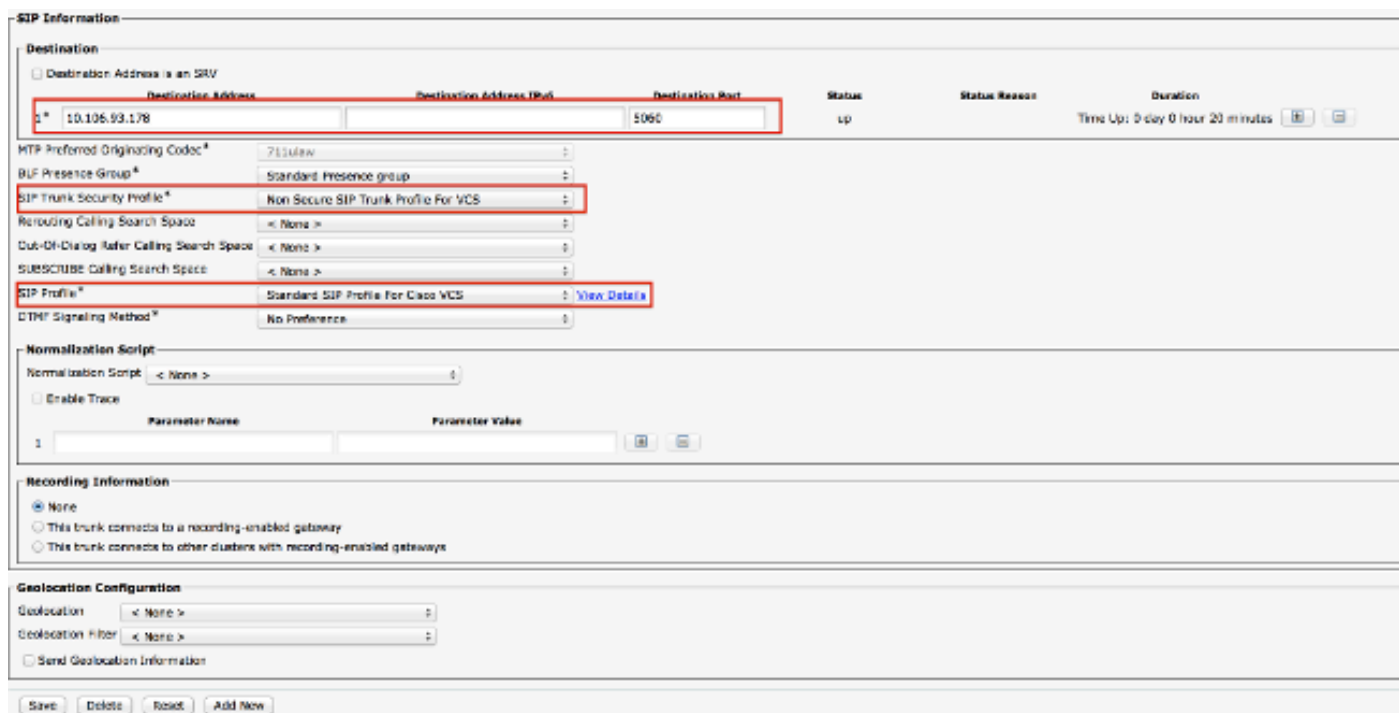 SIP Information
Destination
Destination Address is an SRV
Destination Address Destination Address IPv6 Destination Port Status Status Reason Duration
1* 10.106.93.178 5060 up Time Up: 0 day 0 hour 20 minutes
MTP Preferred Originating Codec* 711ulaw
BLF Presence Group* Standard Presence group
SIP Trunk Security Profile* Non Secure SIP Trunk Profile For VCS
Rerouting Calling Search Space < None >
Out-Of-Dialog Refer Calling Search Space < None >
SUBSCRIBE Calling Search Space < None >
SIP Profile* Standard SIP Profile For Cisco VCS View Details
DTMF Signaling Method* No Preference
Normalization Script
Normalization Script < None >
Enable Trace
Parameter Name Parameter Value
1
Recording Information
None
This trunk connects to a recording-enabled gateway
This trunk connects to other clusters with recording-enabled gateways
Geolocation Configuration
Geolocation < None >
Geolocation Filter < None >
Send Geolocation Information
Save Delete Reset Add New